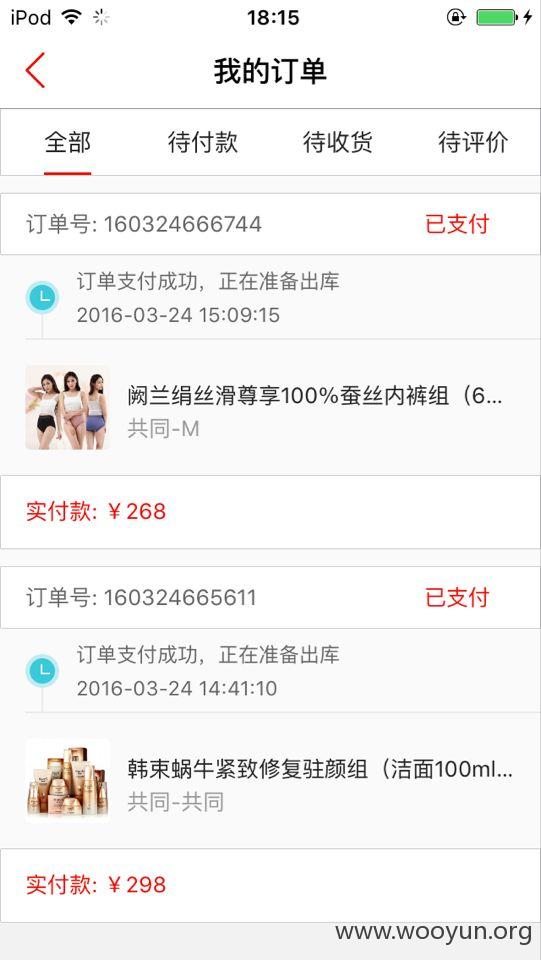 iPod 18:15
我的订单
全部 待付款 待收货 待评价
订单号: 160324666744 已支付
订单支付成功，正在准备出库
2016-03-24 15:09:15
阙兰绢丝滑尊享100%蚕丝内裤组（6...
共同-M
实付款: ￥268
订单号: 160324665611 已支付
订单支付成功，正在准备出库
2016-03-24 14:41:10
韩束蜗牛紧致修复驻颜组（洁面100ml...
共同-共同
实付款: ￥298
www.wooyun.org